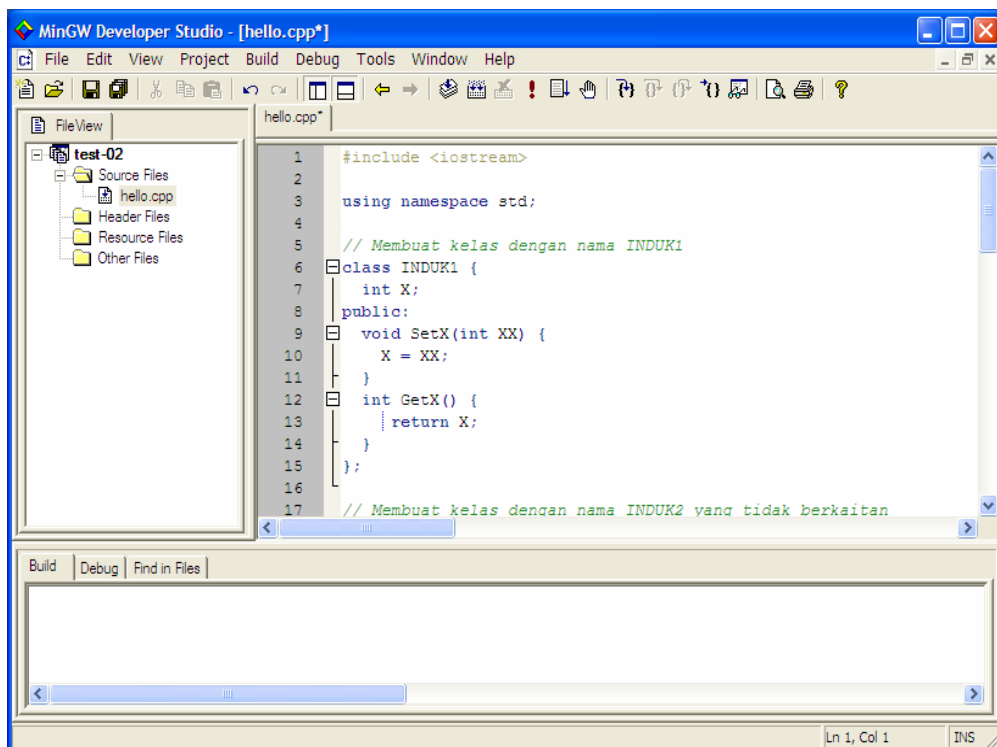 MinGW Developer Studio - [hello.cpp*]
File Edit View Project Build Debug Tools Window Help
FileView
test-02
Source Files
hello.cpp
Header Files
Resource Files
Other Files
hello.cpp*
1 #include <iostream>
2
3 using namespace std;
4
5 // Membuat kelas dengan nama INDUK1
6 class INDUK1 {
7 int X;
8 public:
9 void SetX(int XX) {
10 X = XX;
11 }
12 int GetX() {
13 return X;
14 }
15 };
16
17 // Membuat kelas dengan nama INDUK2 yang tidak berkaitan
Build Debug Find in Files
Ln 1, Col 1 INS